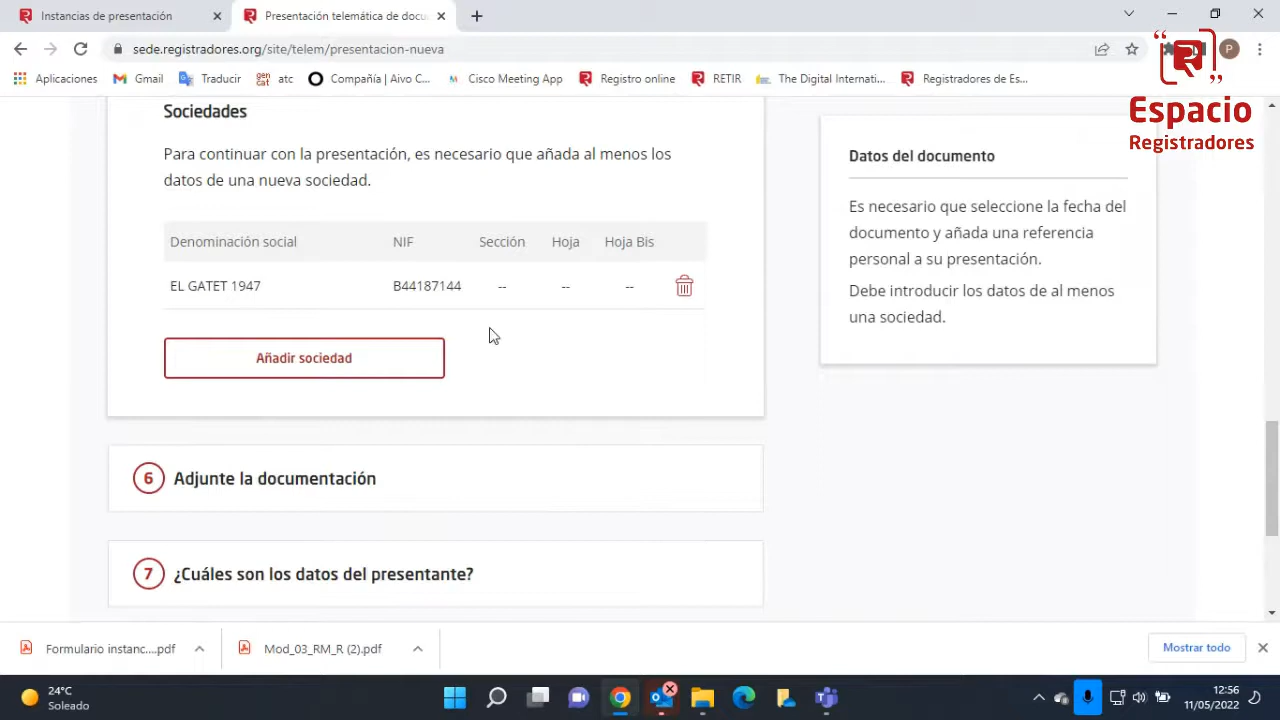 Instancias de presentación
Presentación telemática de docu
sede.registradores.org/site/telem/presentacion-nueva
P
Aplicaciones
Gmail
Traducir
gen cat
atc
Compañía | Aivo C...
Cisco Meeting App
Registro online
RETIR
The Digital Internati...
Registradores de Es...
Espacio
Registradores
Sociedades
Para continuar con la presentación, es necesario que añada al menos los
datos de una nueva sociedad.
Denominación social NIF Sección Hoja Hoja Bis
EL GATET 1947 B44187144 -- -- --
Añadir sociedad
Datos del documento
Es necesario que seleccione la fecha del
documento y añada una referencia
personal a su presentación.
Debe introducir los datos de al menos
una sociedad.
6 Adjunte la documentación
7 ¿Cuáles son los datos del presentante?
Formulario instanc....pdf
Mod_03_RM_R (2).pdf
Mostrar todo
24°C
Soleado
12:56
11/05/2022